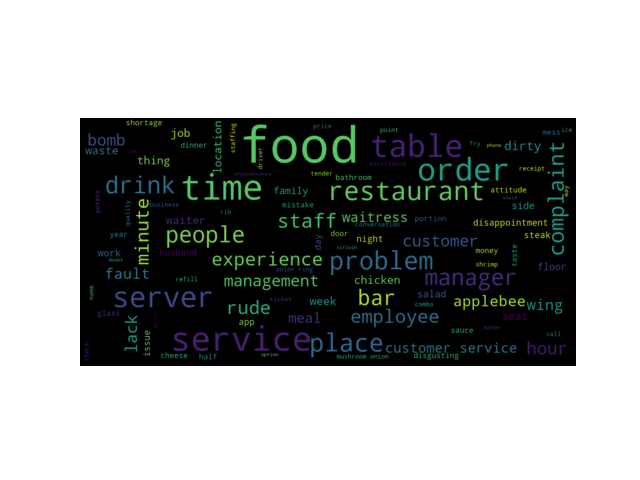 shortage
job
bomb
waste
thing
dinner
location
staffing
driver
food
price
point
table
fry
phone
dirty
mess
ice
order
receipt
complaint
may
drink
time
inconvenience
tender
bathroom
assistance
family
restaurant
attitude
potato
business
quality
minute
rib
mistake
side
waiter
staff
waitress
portion
conversation
disappointment
year
people
day
door
night
customer
steak
work
husband
experience
sirloin
problem
money
taste
fault
onion ring
shrimp
floor
refill
management
chicken
manager
name
server
ticket
week
bar
salad
combo
applebee
wing
glass
rude
app
meal
employee
seat
lack
issue
service
place
sauce
water
call
check
cheese
half
option
mushroom onion
customer service
disgusting
hour